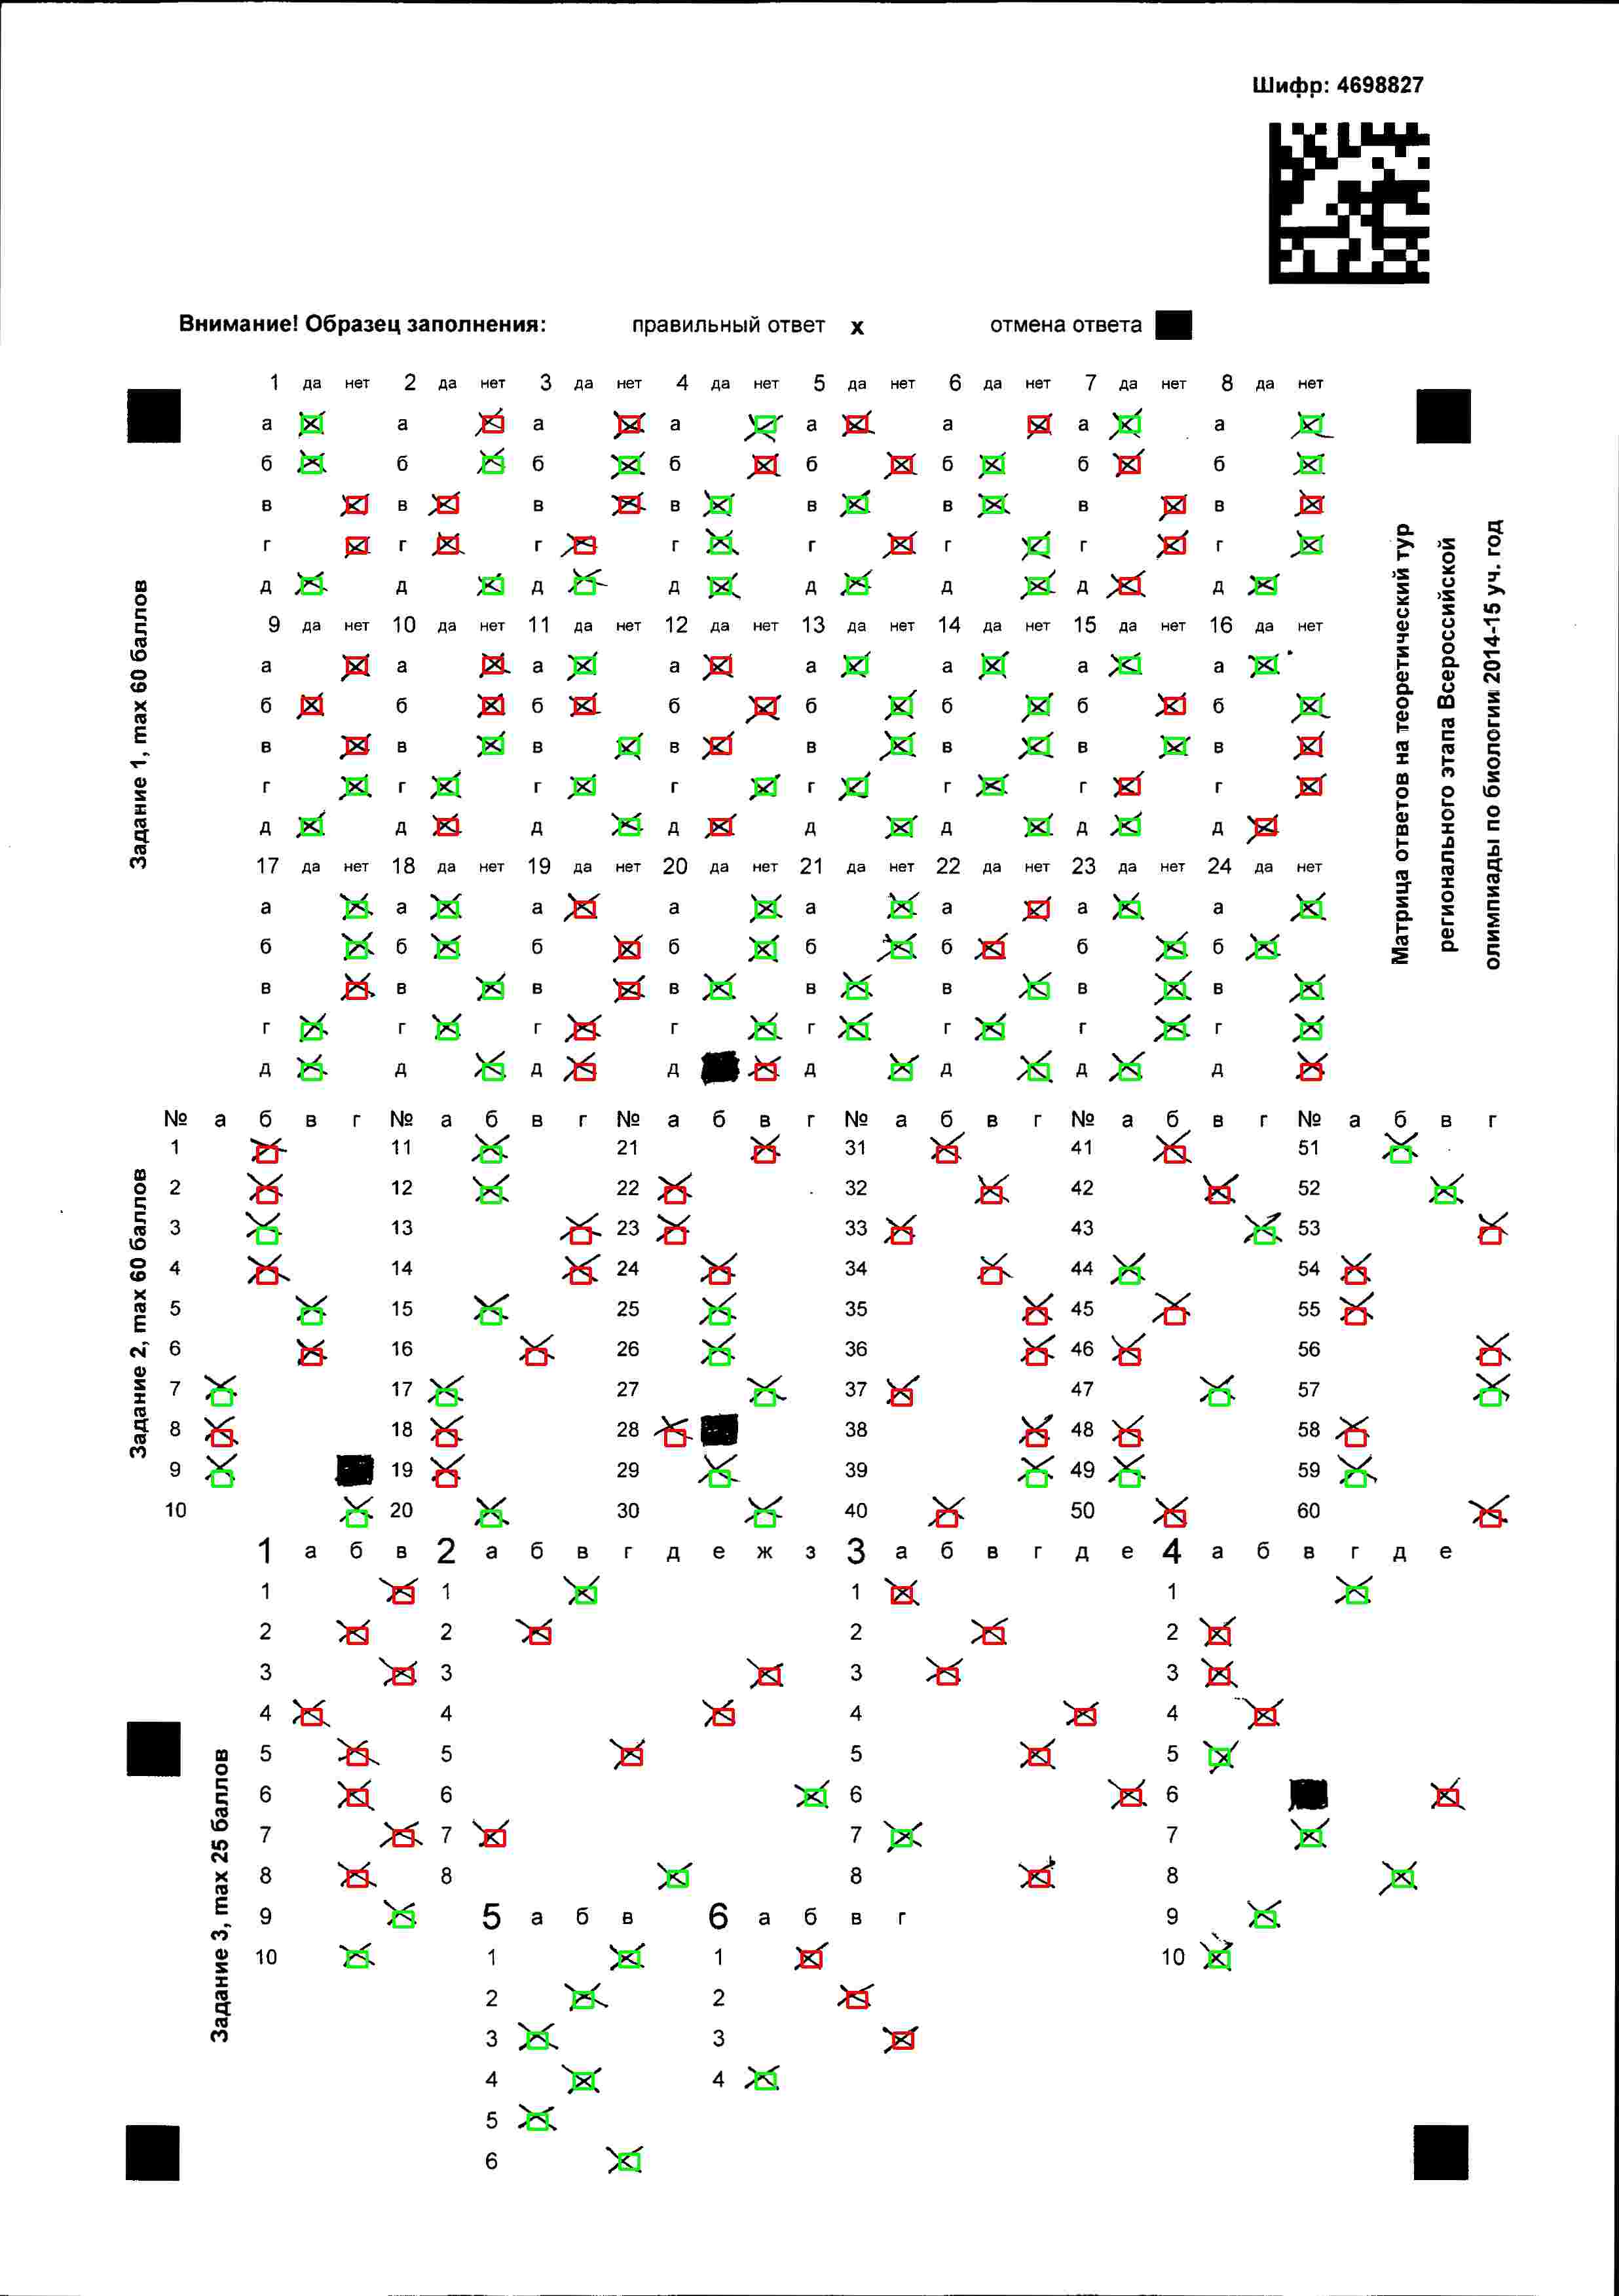 Шифр: 4698827
Внимание! Образец заполнения: правильный ответ x отмена ответа
1 да нет 2 да нет 3 да нет 4 да нет 5 да нет 6 да нет 7 да нет 8 да нет
а а а а а а а а
б б б б б б б б
в в в в в в в в
г г г г г г г г
д д д д д д д д
9 да нет 10 да нет 11 да нет 12 да нет 13 да нет 14 да нет 15 да нет 16 да нет
а а а а а а а а
б б б б б б б б
в в в в в в в в
г г г г г г г г
д д д д д д д д
17 да нет 18 да нет 19 да нет 20 да нет 21 да нет 22 да нет 23 да нет 24 да нет
а а а а а а а а
б б б б б б б б
в в в в в в в в
г г г г г г г г
д д д д д д д д
Задание 1, max 60 баллов
Матрица ответов на теоретический тур
регионального этапа Всероссийской
олимпиады по биологии 2014-15 уч. год
№ а б в г № а б в г № а б в г № а б в г № а б в г № а б в г
1 11 21 31 41 51
2 12 22 32 42 52
3 13 23 33 43 53
4 14 24 34 44 54
5 15 25 35 45 55
6 16 26 36 46 56
7 17 27 37 47 57
8 18 28 38 48 58
9 19 29 39 49 59
10 20 30 40 50 60
Задание 2, max 60 баллов
1 а б в 2 а б в г д е ж з 3 а б в г д е 4 а б в г д е
1 1 1 1
2 2 2 2
3 3 3 3
4 4 4 4
5 5 5 5
6 6 6 6
7 7 7 7
8 8 8 8
9 5 а б в 6 а б в г 9
10 1 1 10
2 2
3 3
4 4
5
6
Задание 3, max 25 баллов